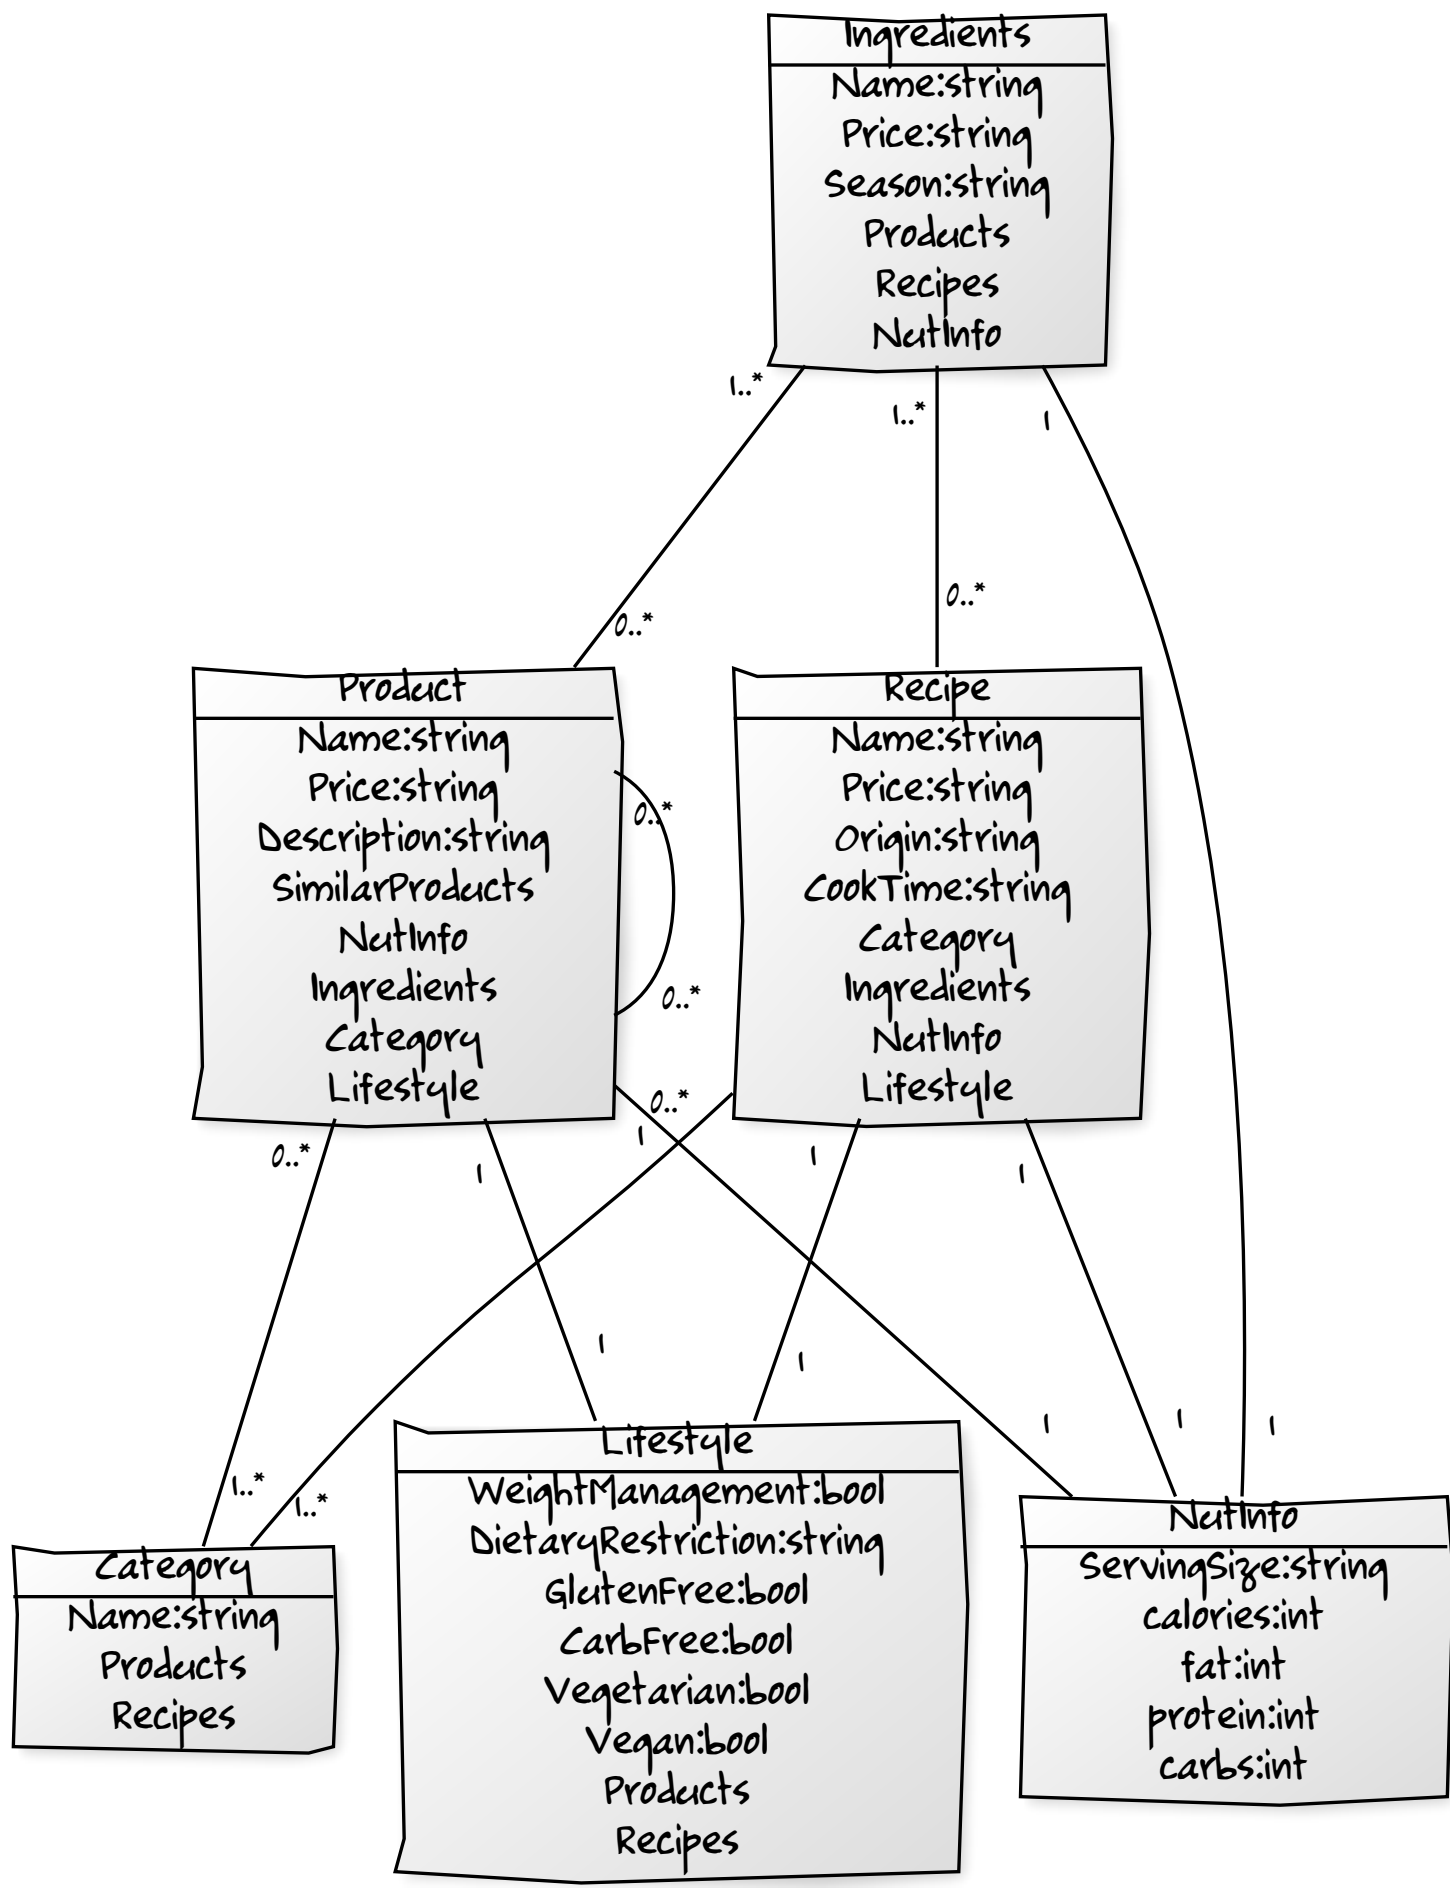 Ingredients
Name:string
Price:string
Season:string
Products
Recipes
NutInfo
1..*
1..*
1
0..*
0..*
Product
Name:string
Price:string
Description:string
SimilarProducts
NutInfo
Ingredients
Category
Lifestyle
0..*
0..*
Recipe
Name:string
Price:string
Origin:string
CookTime:string
Category
Ingredients
NutInfo
Lifestyle
0..*
1
0..*
1
1
1
1
1
1
1
1
1..*
1..*
Category
Name:string
Products
Recipes
Lifestyle
WeightManagement:bool
DietaryRestriction:string
GlutenFree:bool
CarbFree:bool
Vegetarian:bool
Vegan:bool
Products
Recipes
NutInfo
ServingSize:string
calories:int
fat:int
protein:int
carbs:int